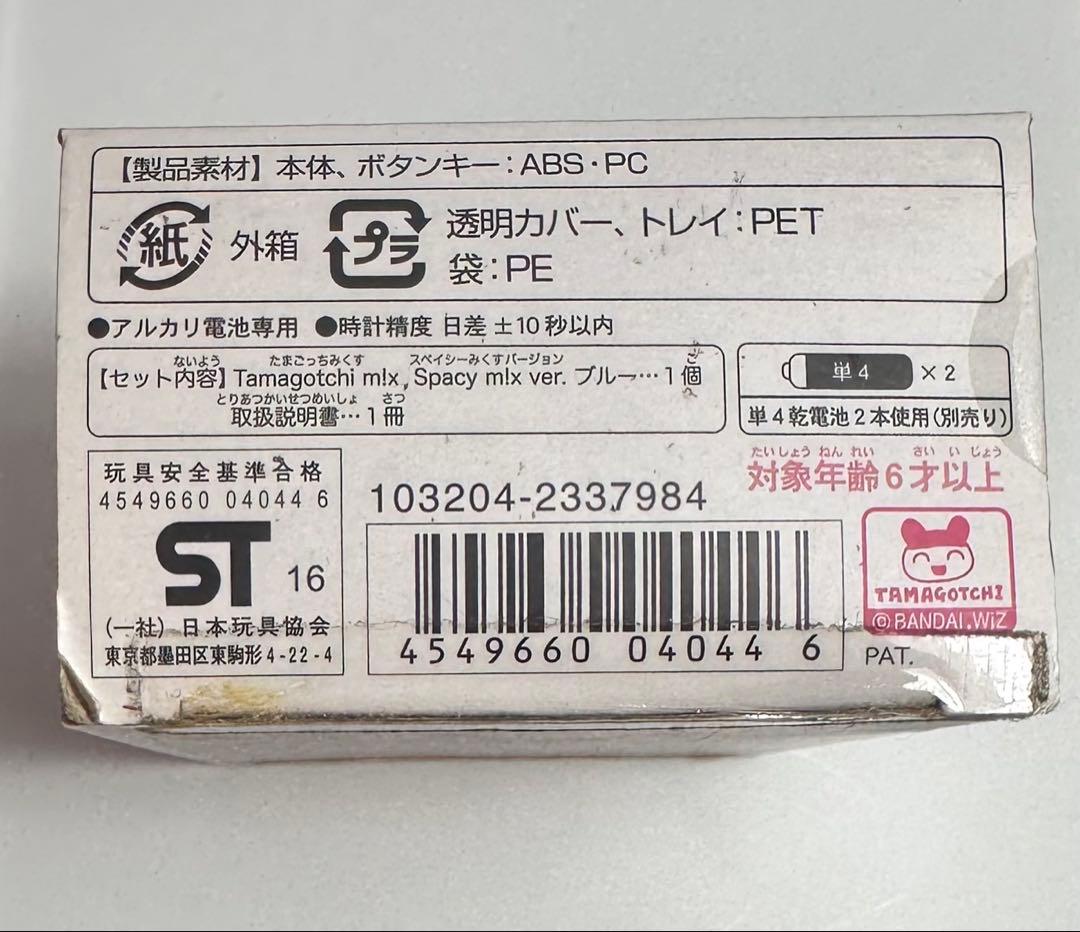 【製品素材】本体、ボタンキー：ABS・PC
紙 外箱 プラ 透明カバー、トレイ：PET
袋：PE
●アルカリ電池専用 ●時計精度 日差 ±10秒以内
ないよう たまごっちみくす スペイシーみくすバージョン こ
【セット内容】Tamagotchi m!x, Spacy m!x ver. ブルー…1個
とりあつかいせつめいしょ さつ
取扱説明書…1冊
単4 ×2
単4乾電池2本使用(別売り)
たいしょう ねん れい さい い じょう
対象年齢6才以上
玩具安全基準合格
4549660 04044 6
ST 16
(一社) 日本玩具協会
東京都墨田区東駒形4-22-4
103204-2337984
4549660 04044 6
TAMAGOTCHI
©BANDAI,WiZ
PAT.